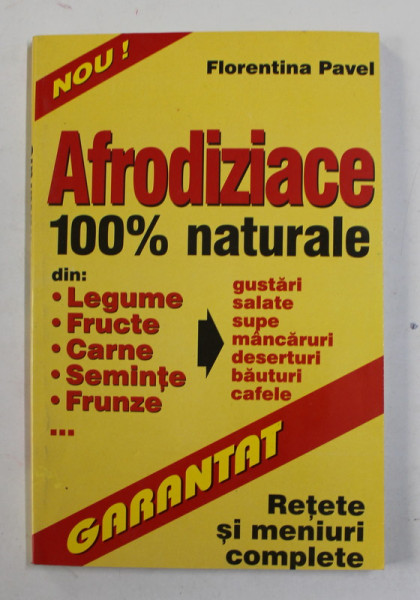 NOU !
Florentina Pavel
Afrodiziace
100% naturale
din:
• Legume
• Fructe
• Carne
• Semințe
• Frunze
...
gustări
salate
supe
mâncăruri
deserturi
băuturi
cafele
GARANTAT
Rețete
și meniuri
complete